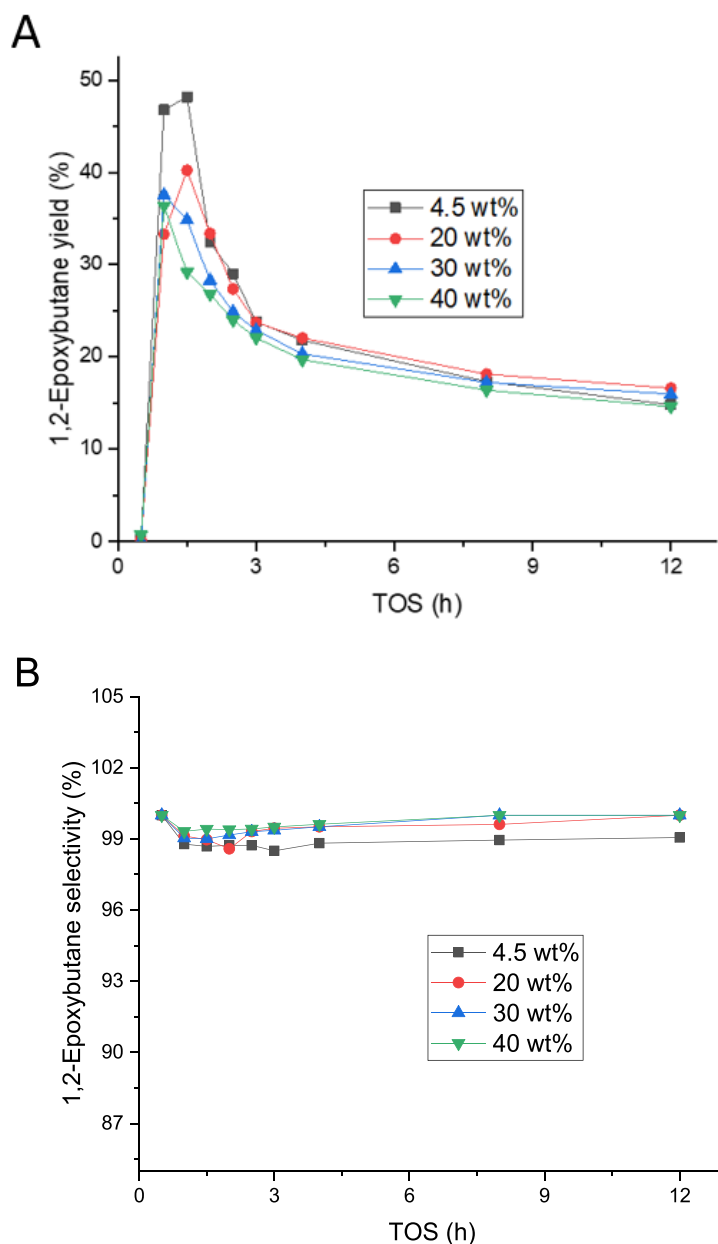 A
1,2-Epoxybutane yield (%)
50
40
30
20
10
0
4.5 wt%
20 wt%
30 wt%
40 wt%
0 3 6 9 12
TOS (h)
B
1,2-Epoxybutane selectivity (%)
105
102
99
96
93
90
87
4.5 wt%
20 wt%
30 wt%
40 wt%
0 3 6 9 12
TOS (h)